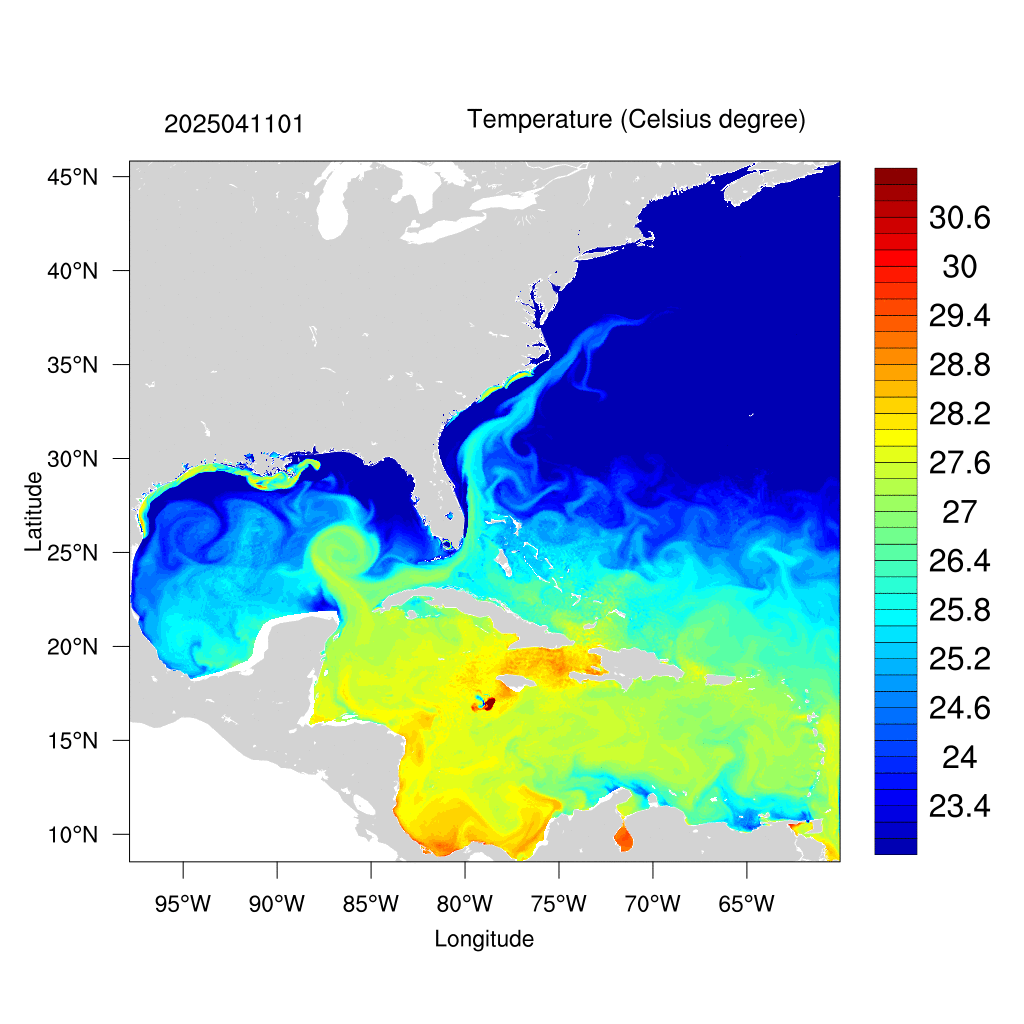 2025041101
Temperature (Celsius degree)
45°N
40°N
35°N
30°N
25°N
20°N
15°N
10°N
Latitude
95°W 90°W 85°W 80°W 75°W 70°W 65°W
Longitude
30.6
30
29.4
28.8
28.2
27.6
27
26.4
25.8
25.2
24.6
24
23.4